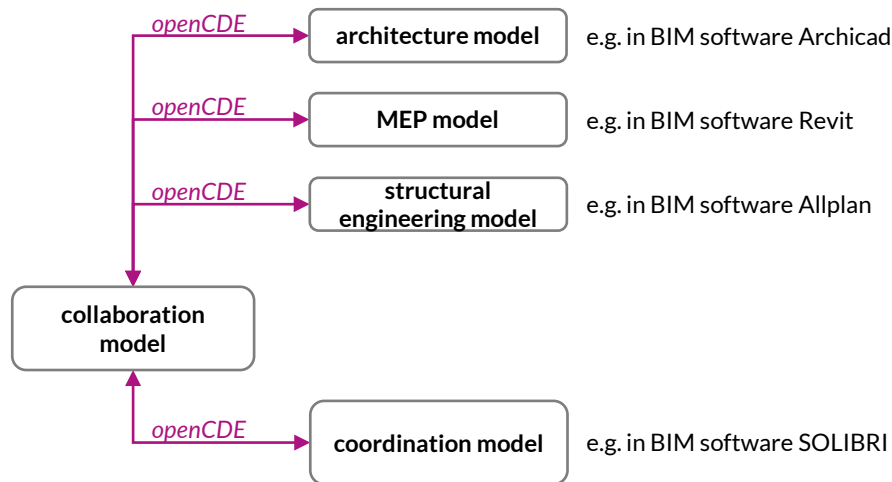 openCDE
architecture model
e.g. in BIM software Archicad
openCDE
MEP model
e.g. in BIM software Revit
openCDE
structural
engineering model
e.g. in BIM software Allplan
collaboration
model
openCDE
coordination model
e.g. in BIM software SOLIBRI